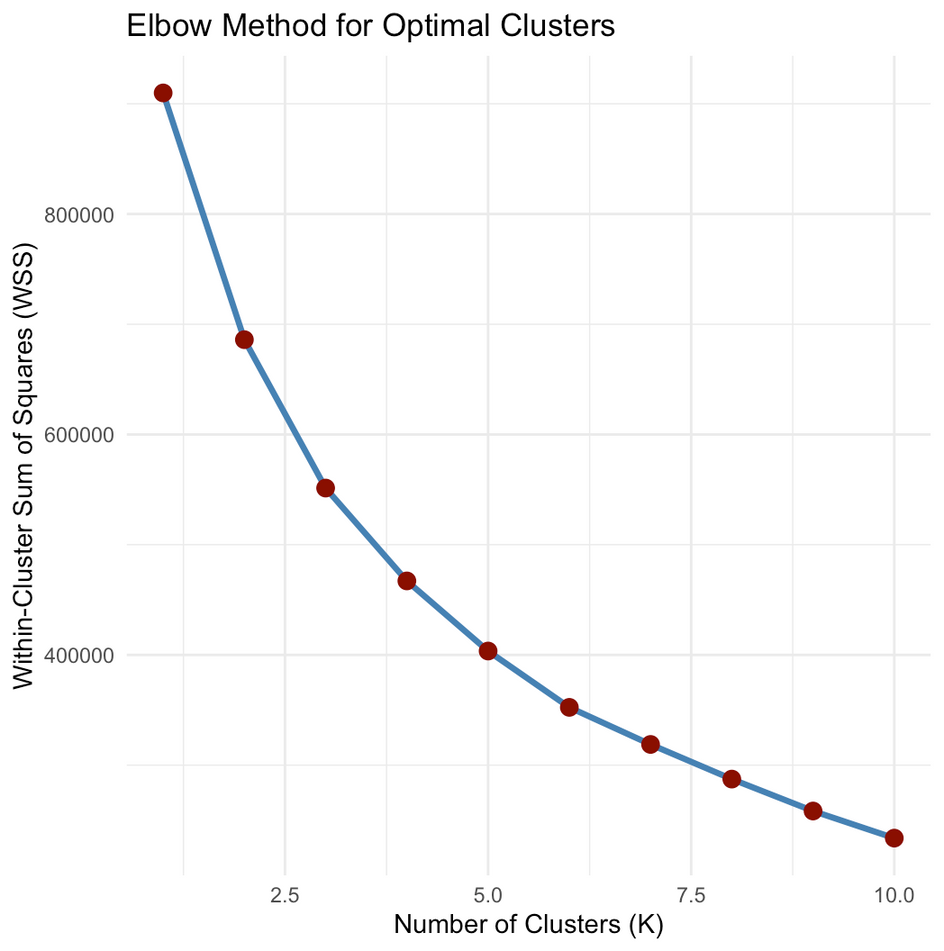 Elbow Method for Optimal Clusters
Within-Cluster Sum of Squares (WSS)
800000
600000
400000
2.5
5.0
7.5
10.0
Number of Clusters (K)